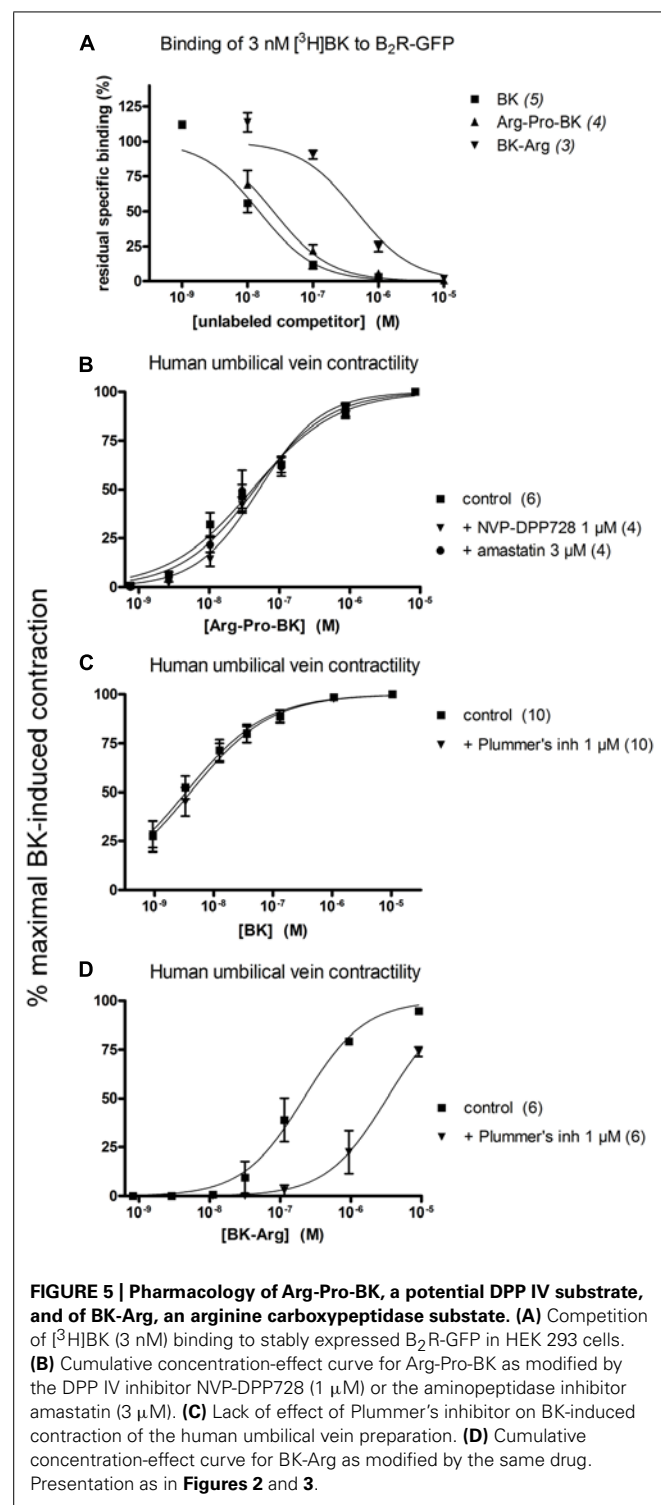 A Binding of 3 nM [³H]BK to B₂R-GFP
residual specific binding (%)
125
100
75
50
25
0
10⁻⁹ 10⁻⁸ 10⁻⁷ 10⁻⁶ 10⁻⁵
[unlabeled competitor] (M)
■ BK (5)
▲ Arg-Pro-BK (4)
▼ BK-Arg (3)
% maximal BK-induced contraction
B Human umbilical vein contractility
100
75
50
25
0
10⁻⁹ 10⁻⁸ 10⁻⁷ 10⁻⁶ 10⁻⁵
[Arg-Pro-BK] (M)
■ control (6)
▼ + NVP-DPP728 1 µM (4)
● + amastatin 3 µM (4)
C Human umbilical vein contractility
100
75
50
25
0
10⁻⁹ 10⁻⁸ 10⁻⁷ 10⁻⁶ 10⁻⁵
[BK] (M)
■ control (10)
▼ + Plummer's inh 1 µM (10)
D Human umbilical vein contractility
100
75
50
25
0
10⁻⁹ 10⁻⁸ 10⁻⁷ 10⁻⁶ 10⁻⁵
[BK-Arg] (M)
■ control (6)
▼ + Plummer's inh 1 µM (6)
FIGURE 5 | Pharmacology of Arg-Pro-BK, a potential DPP IV substrate,
and of BK-Arg, an arginine carboxypeptidase substate. (A) Competition
of [³H]BK (3 nM) binding to stably expressed B₂R-GFP in HEK 293 cells.
(B) Cumulative concentration-effect curve for Arg-Pro-BK as modified by
the DPP IV inhibitor NVP-DPP728 (1 µM) or the aminopeptidase inhibitor
amastatin (3 µM). (C) Lack of effect of Plummer's inhibitor on BK-induced
contraction of the human umbilical vein preparation. (D) Cumulative
concentration-effect curve for BK-Arg as modified by the same drug.
Presentation as in Figures 2 and 3.